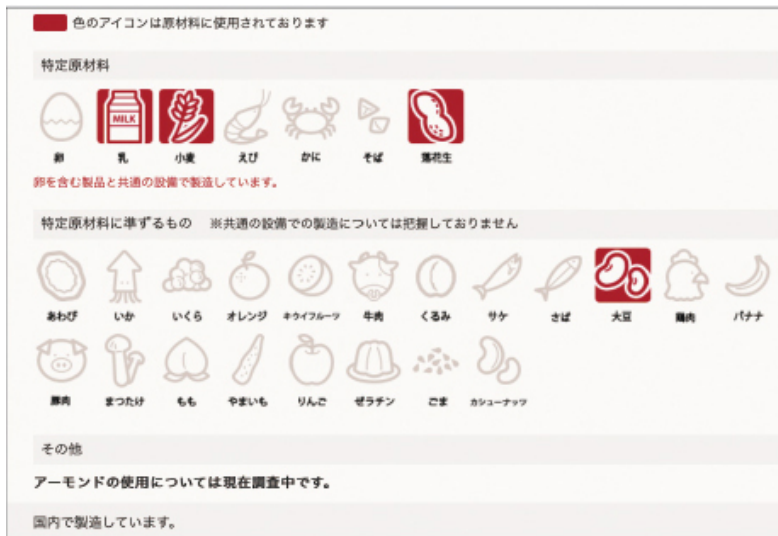 色のアイコンは原材料に使用されております
特定原材料
MILK
卵 乳 小麦 えび かに そば 落花生
卵を含む製品と共通の設備で製造しています。
特定原材料に準ずるもの ※共通の設備での製造については把握しておりません
あわび いか いくら オレンジ キウイフルーツ 牛肉 くるみ サケ さば 大豆 鶏肉 バナナ
豚肉 まつたけ もも やまいも りんご ゼラチン ごま カシューナッツ
その他
アーモンドの使用については現在調査中です。
国内で製造しています。